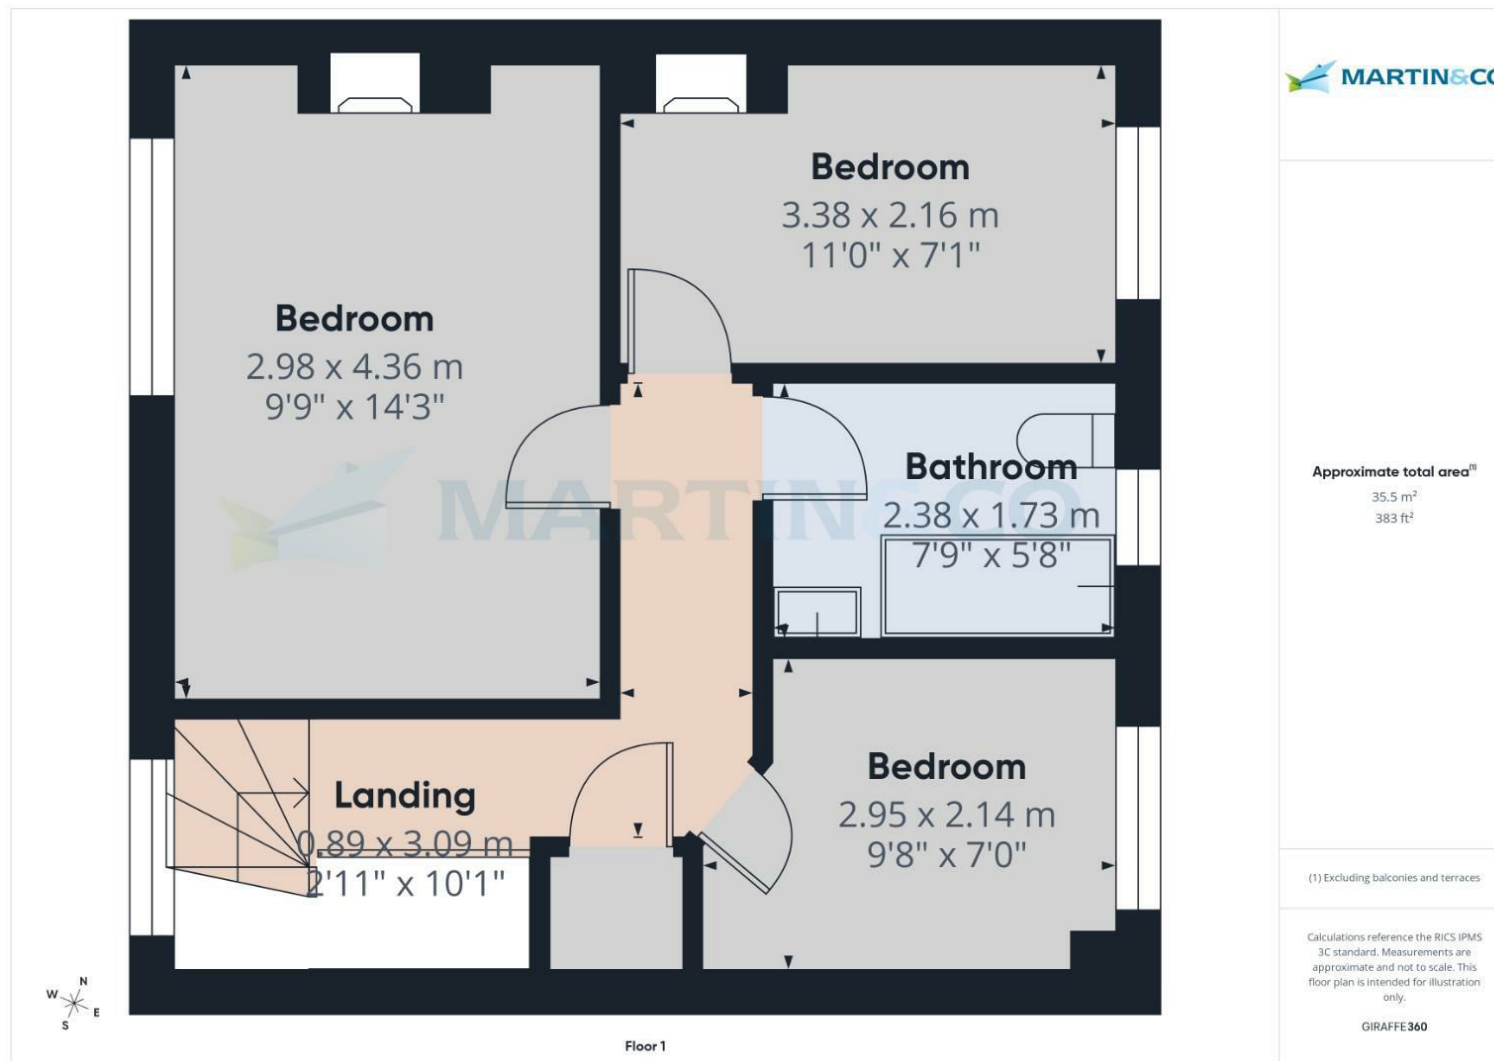 MARTIN&CO
Bedroom
3.38 x 2.16 m
11'0" x 7'1"
Bedroom
2.98 x 4.36 m
9'9" x 14'3"
MARTIN&CO
Bathroom
2.38 x 1.73 m
7'9" x 5'8"
Approximate total area(1)
35.5 m²
383 ft²
Landing
0.89 x 3.09 m
2'11" x 10'1"
Bedroom
2.95 x 2.14 m
9'8" x 7'0"
(1) Excluding balconies and terraces
Calculations reference the RICS IPMS
3C standard. Measurements are
approximate and not to scale. This
floor plan is intended for illustration
only.
GIRAFFE360
N
W
E
S
Floor 1